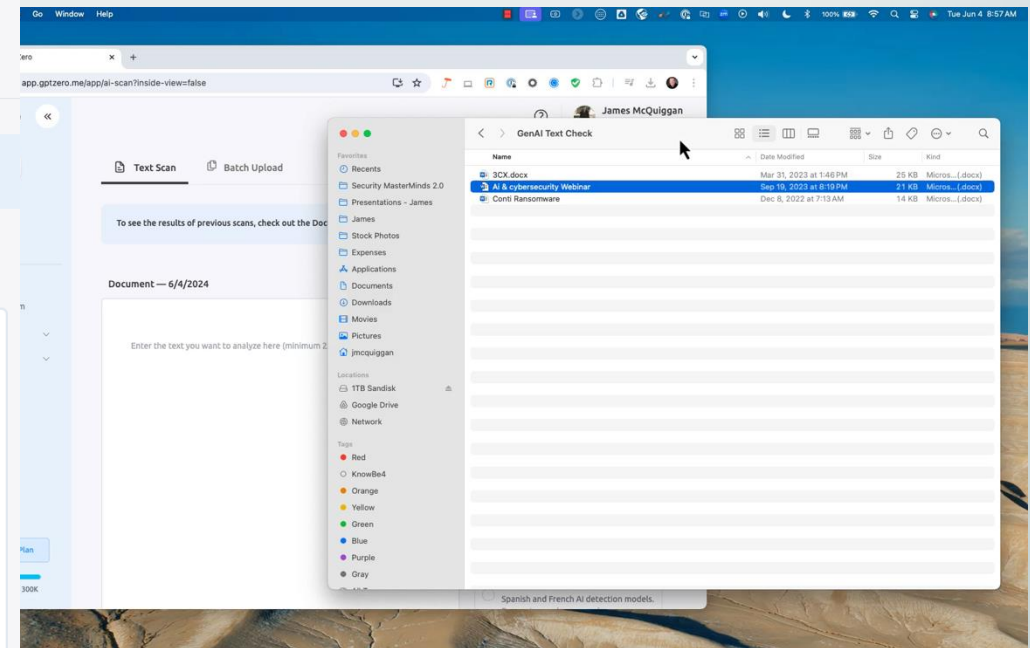 Go Window Help
100%
Tue Jun 4 8:57 AM
app.gptzero.me/app/ai-scan?inside-view=false
James McQuiggan
Text Scan
Batch Upload
To see the results of previous scans, check out the Doc
Document — 6/4/2024
Enter the text you want to analyze here (minimum 2
Plan
300K
Spanish and French AI detection models.
GenAI Text Check
Favorites
Recents
Security MasterMinds 2.0
Presentations - James
James
Stock Photos
Expenses
Applications
Documents
Downloads
Movies
Pictures
jmcquiggan
Locations
1TB Sandisk
Google Drive
Network
Tags
Red
KnowBe4
Orange
Yellow
Green
Blue
Purple
Gray
Name Date Modified Size Kind
3CX.docx Mar 31, 2023 at 1:46 PM 25 KB Micros...(.docx)
Ai & cybersecurity Webinar Sep 19, 2023 at 8:19 PM 21 KB Micros...(.docx)
Conti Ransomware Dec 8, 2022 at 7:13 AM 14 KB Micros...(.docx)